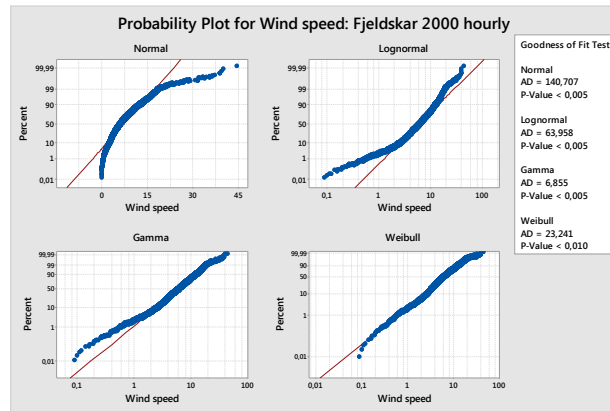 Probability Plot for Wind speed: Fjeldskar 2000 hourly
Normal
99,99
99
90
50
10
1
0,01
Percent
0 15 30 45
Wind speed
Lognormal
99,99
99
90
50
10
1
0,01
Percent
0,1 1 10 100
Wind speed
Gamma
99,99
99
90
50
10
1
0,01
Percent
0,1 1 10 100
Wind speed
Weibull
99,99
90
50
10
1
0,01
Percent
0,01 0,1 1 10 100
Wind speed
Goodness of Fit Test
Normal
AD = 140,707
P-Value < 0,005
Lognormal
AD = 63,958
P-Value < 0,005
Gamma
AD = 6,855
P-Value < 0,005
Weibull
AD = 23,241
P-Value < 0,010